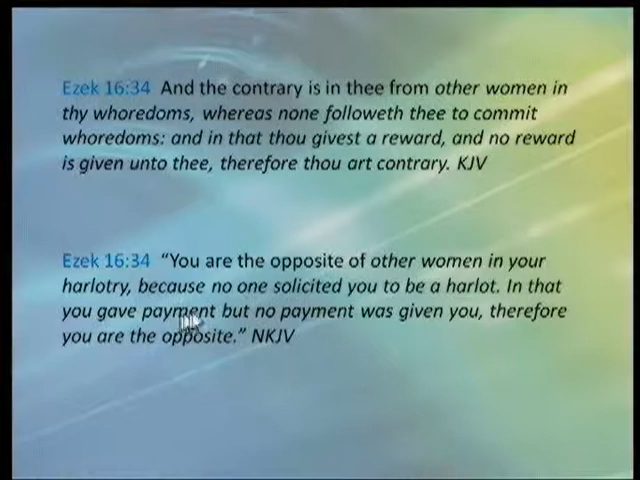 Ezek 16:34 And the contrary is in thee from other women in
thy whoredoms, whereas none followeth thee to commit
whoredoms: and in that thou givest a reward, and no reward
is given unto thee, therefore thou art contrary. KJV
Ezek 16:34 “You are the opposite of other women in your
harlotry, because no one solicited you to be a harlot. In that
you gave payment but no payment was given you, therefore
you are the opposite.” NKJV